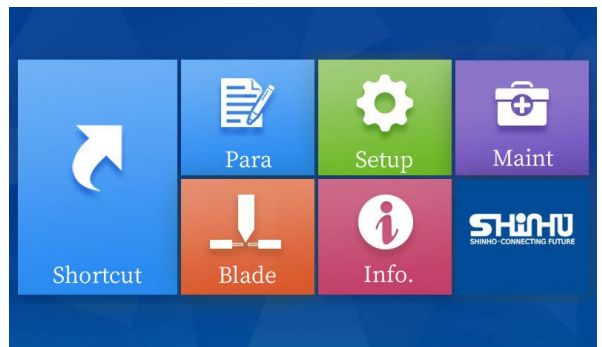 Para
Setup
Maint
Shortcut
Blade
Info.
SHINHO
SHINHO-CONNECTING FUTURE